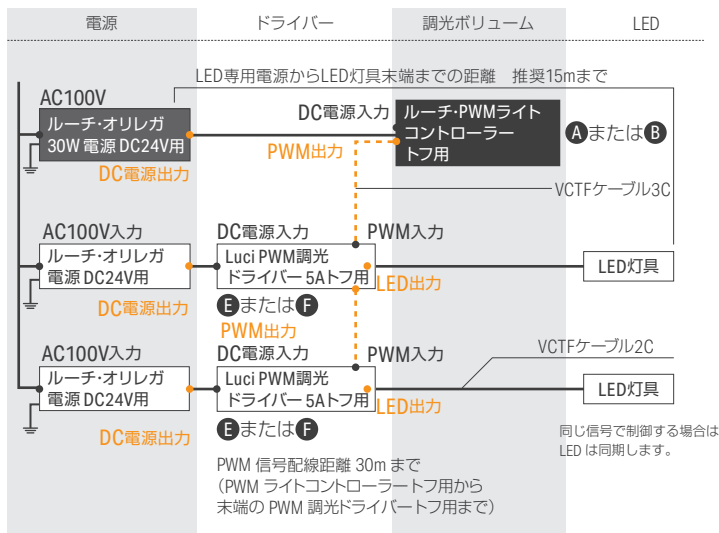 電源
ドライバー
調光ボリューム
LED
LED専用電源からLED灯具末端までの距離　推奨15mまで
AC100V
ルーチ・オリレガ
30W 電源 DC24V用
DC電源出力
DC電源入力
PWM出力
ルーチ・PWMライト
コントローラー
トフ用
AまたはB
VCTFケーブル3C
AC100V入力
ルーチ・オリレガ
電源 DC24V用
DC電源出力
DC電源入力
Luci PWM調光
ドライバー 5Aトフ用
EまたはF
PWM出力
PWM入力
LED出力
LED灯具
AC100V入力
ルーチ・オリレガ
電源 DC24V用
DC電源出力
DC電源入力
Luci PWM調光
ドライバー 5Aトフ用
EまたはF
PWM入力
LED出力
VCTFケーブル2C
LED灯具
同じ信号で制御する場合は
LED は同期します。
PWM 信号配線距離 30m まで
（PWM ライトコントローラートフ用から
末端の PWM 調光ドライバートフ用まで）